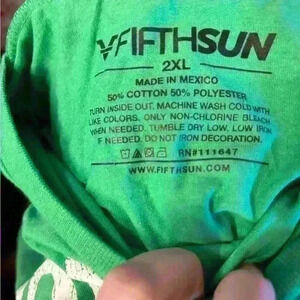 FIFTHSUN
2XL
MADE IN MEXICO
50% COTTON 50% POLYESTER
TURN INSIDE OUT. MACHINE WASH COLD WITH
LIKE COLORS. ONLY NON-CHLORINE BLEACH
WHEN NEEDED. TUMBLE DRY LOW. LOW IRON
IF NEEDED. DO NOT IRON DECORATION.
RN#111647
WWW.FIFTHSUN.COM